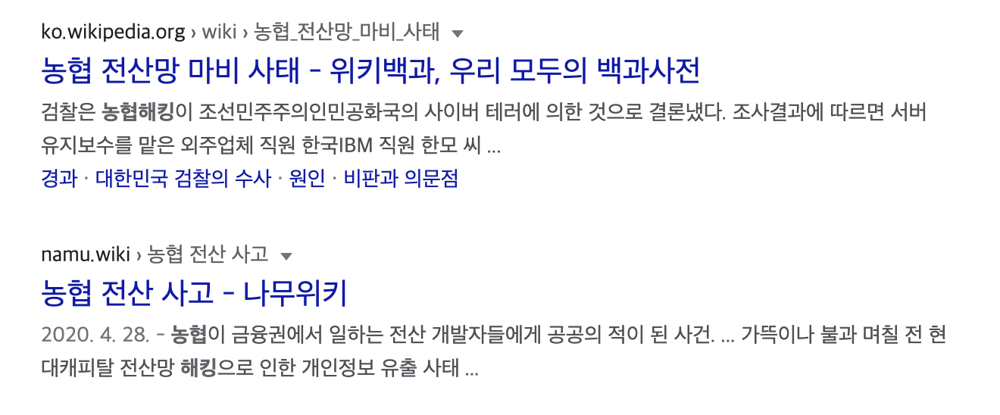 ko.wikipedia.org › wiki › 농협_전산망_마비_사태
농협 전산망 마비 사태 - 위키백과, 우리 모두의 백과사전
검찰은 농협해킹이 조선민주주의인민공화국의 사이버 테러에 의한 것으로 결론냈다. 조사결과에 따르면 서버
유지보수를 맡은 외주업체 직원 한국IBM 직원 한모 씨 ...
경과 · 대한민국 검찰의 수사 · 원인 · 비판과 의문점
namu.wiki › 농협 전산 사고
농협 전산 사고 - 나무위키
2020. 4. 28. - 농협이 금융권에서 일하는 전산 개발자들에게 공공의 적이 된 사건. ... 가뜩이나 불과 며칠 전 현
대캐피탈 전산망 해킹으로 인한 개인정보 유출 사태 ...